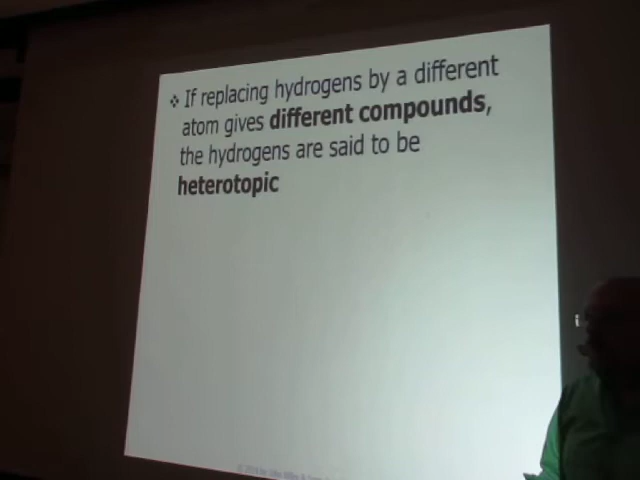 ❖ If replacing hydrogens by a different
atom gives different compounds,
the hydrogens are said to be
heterotopic